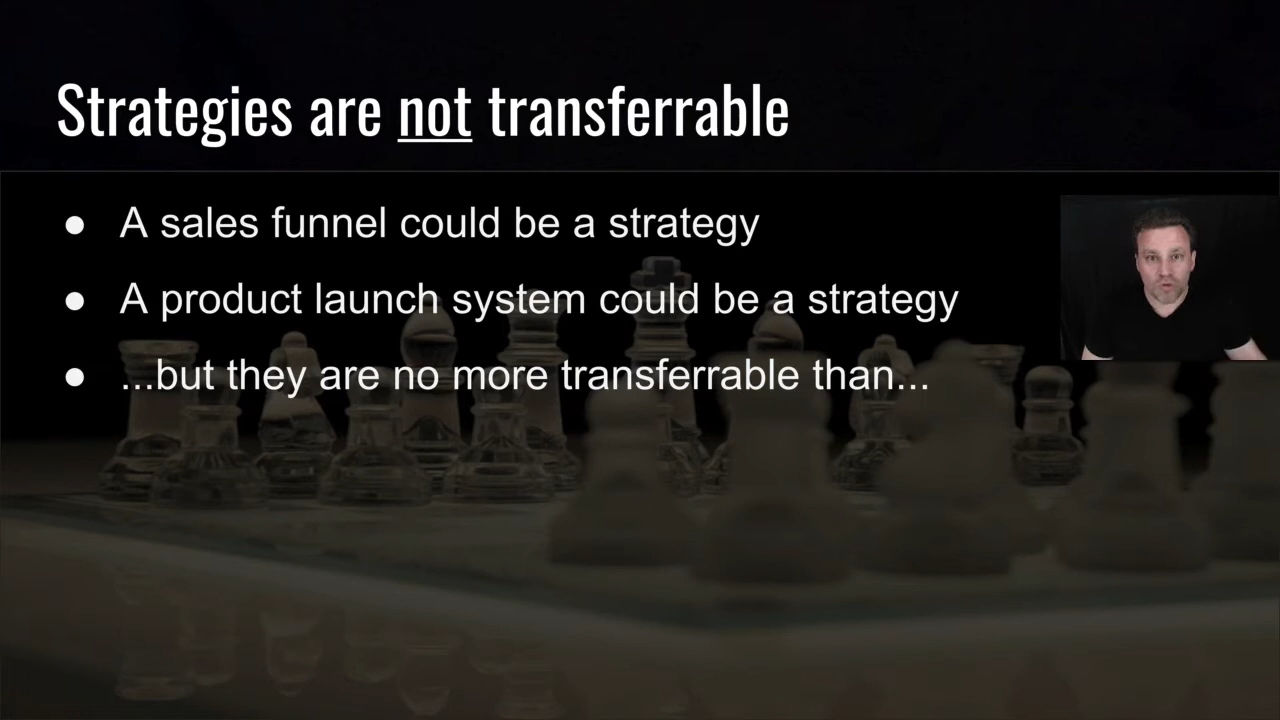 Strategies are not transferrable
● A sales funnel could be a strategy
● A product launch system could be a strategy
● ...but they are no more transferrable than...